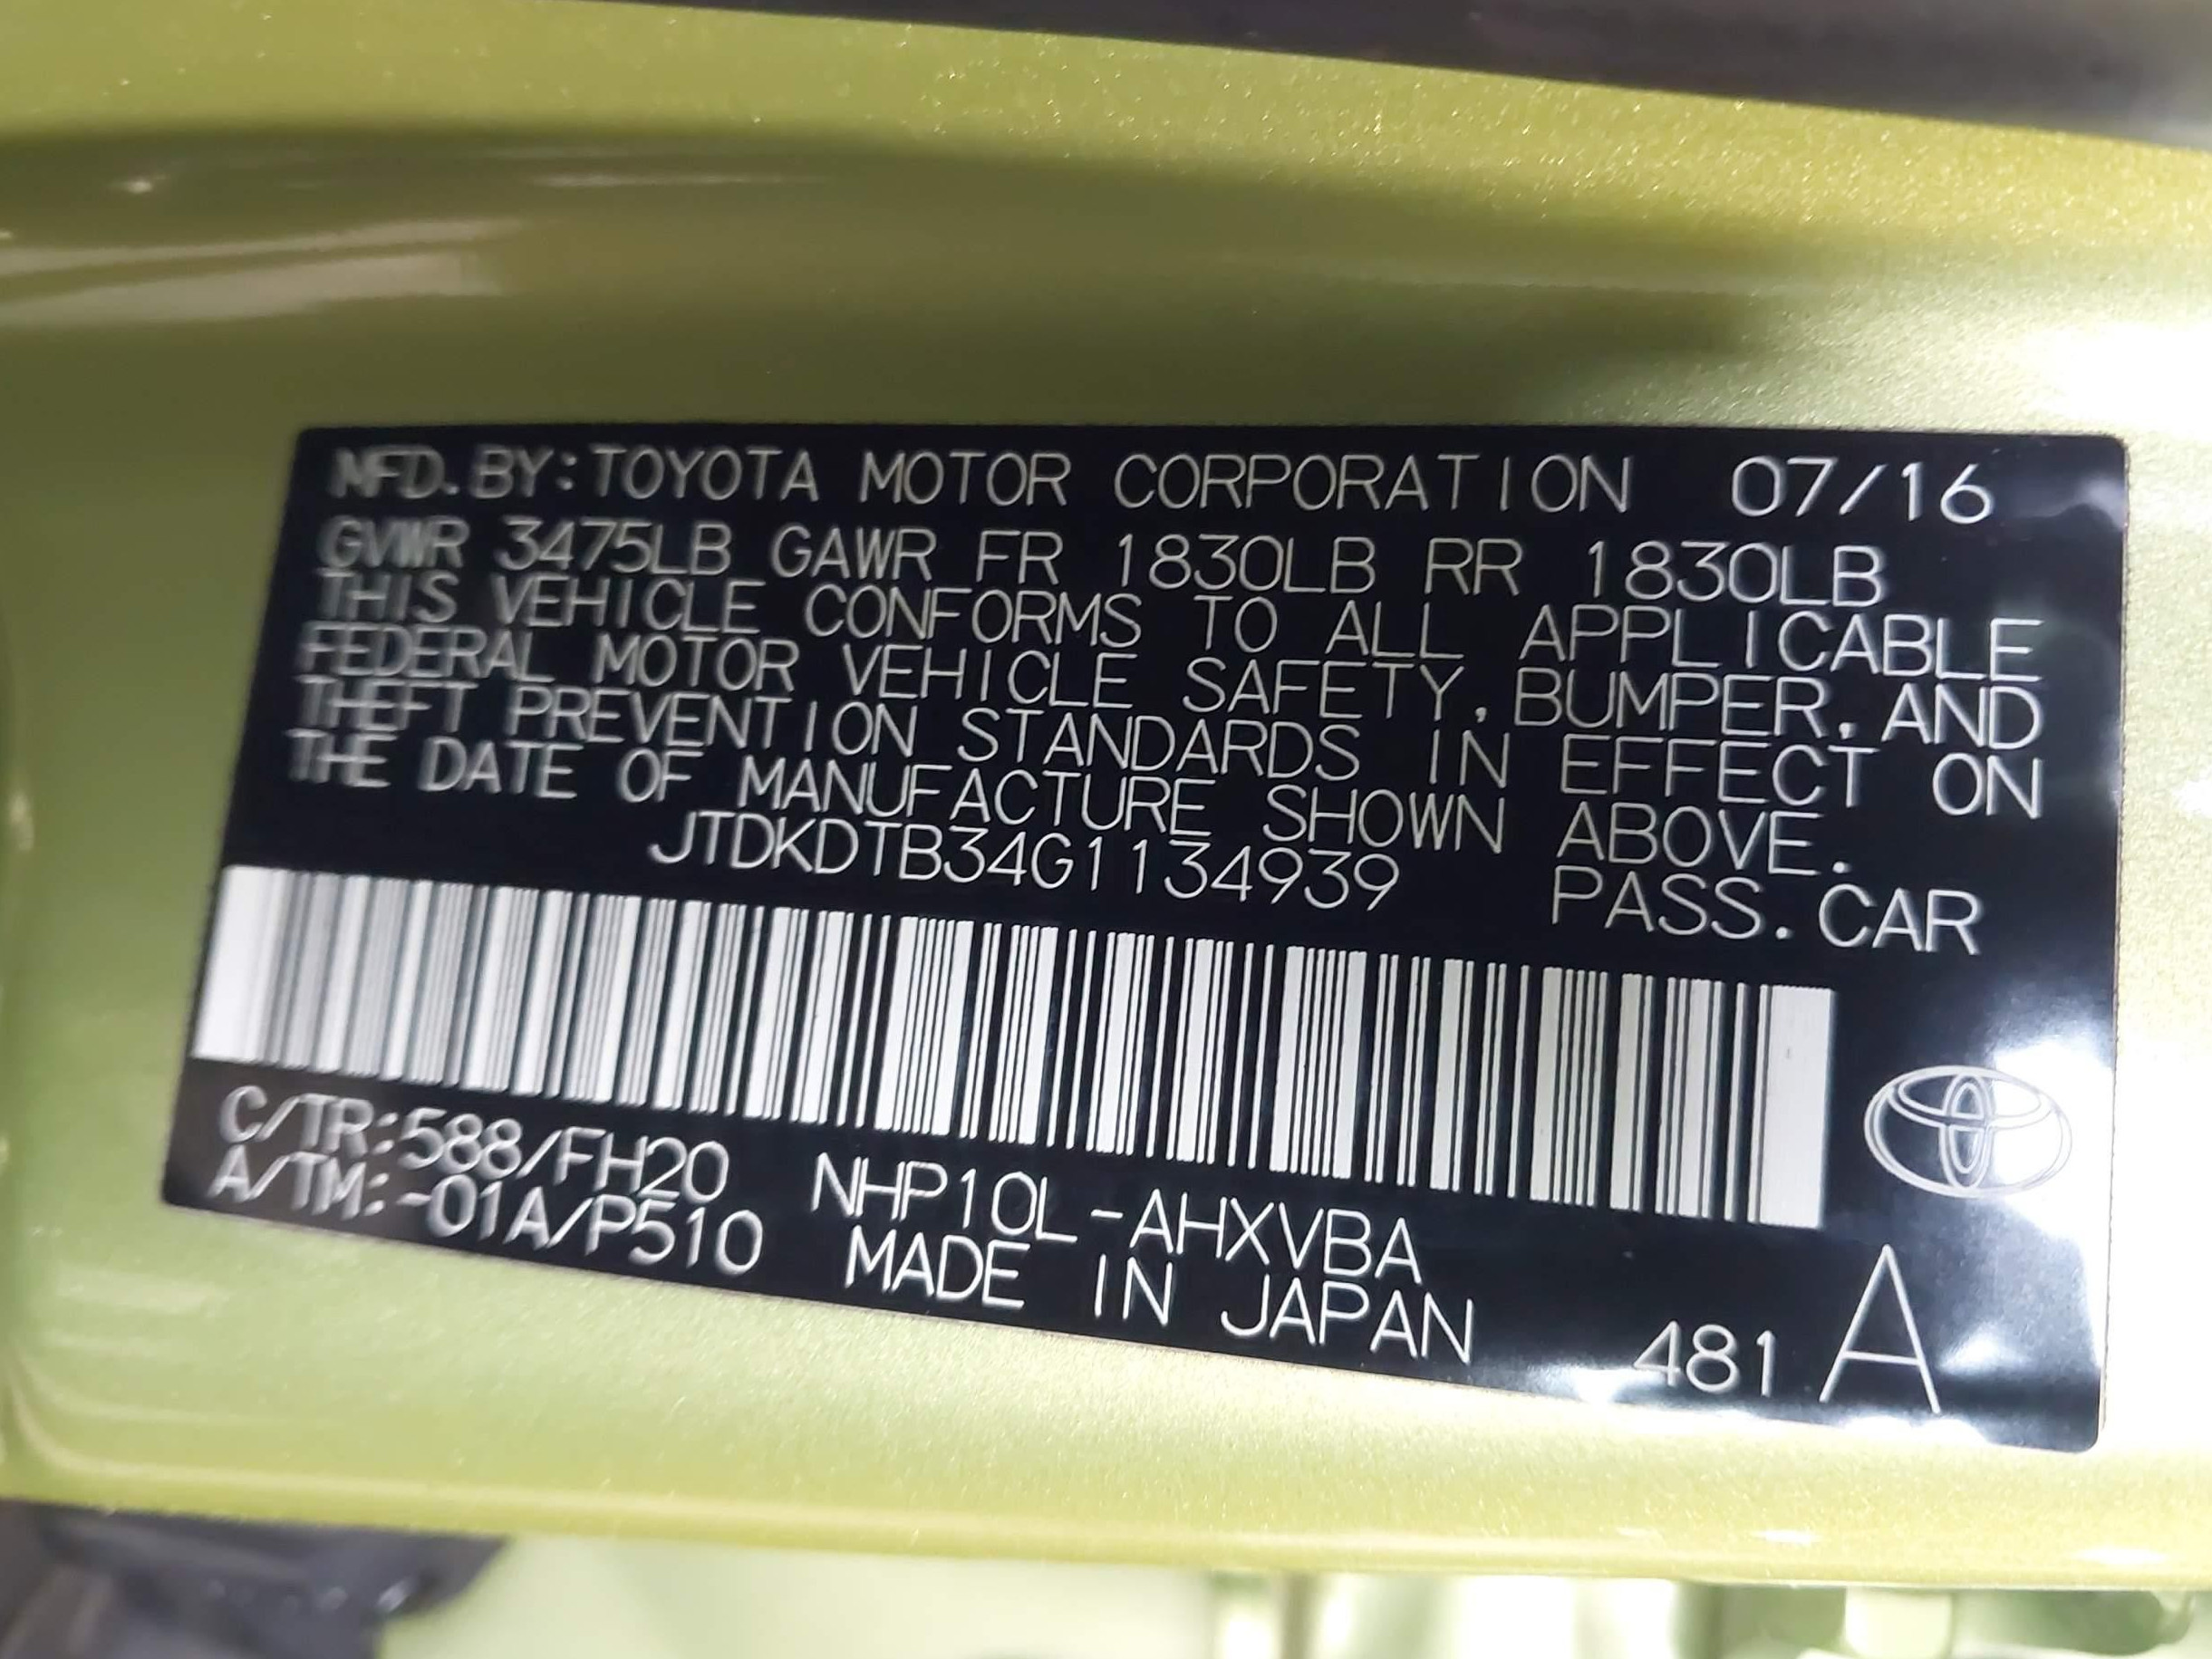 MFD. BY:TOYOTA MOTOR CORPORATION 07/16
GVWR 3475LB GAWR FR 1830LB RR 1830LB
THIS VEHICLE CONFORMS TO ALL APPLICABLE
FEDERAL MOTOR VEHICLE SAFETY, BUMPER, AND
THEFT PREVENTION STANDARDS IN EFFECT ON
THE DATE OF MANUFACTURE SHOWN ABOVE.
JTDKDTB34G1134939 PASS. CAR
C/TR:588/FH20 NHP10L-AHXVBA
A/TM:-01A/P510 MADE IN JAPAN 481 A